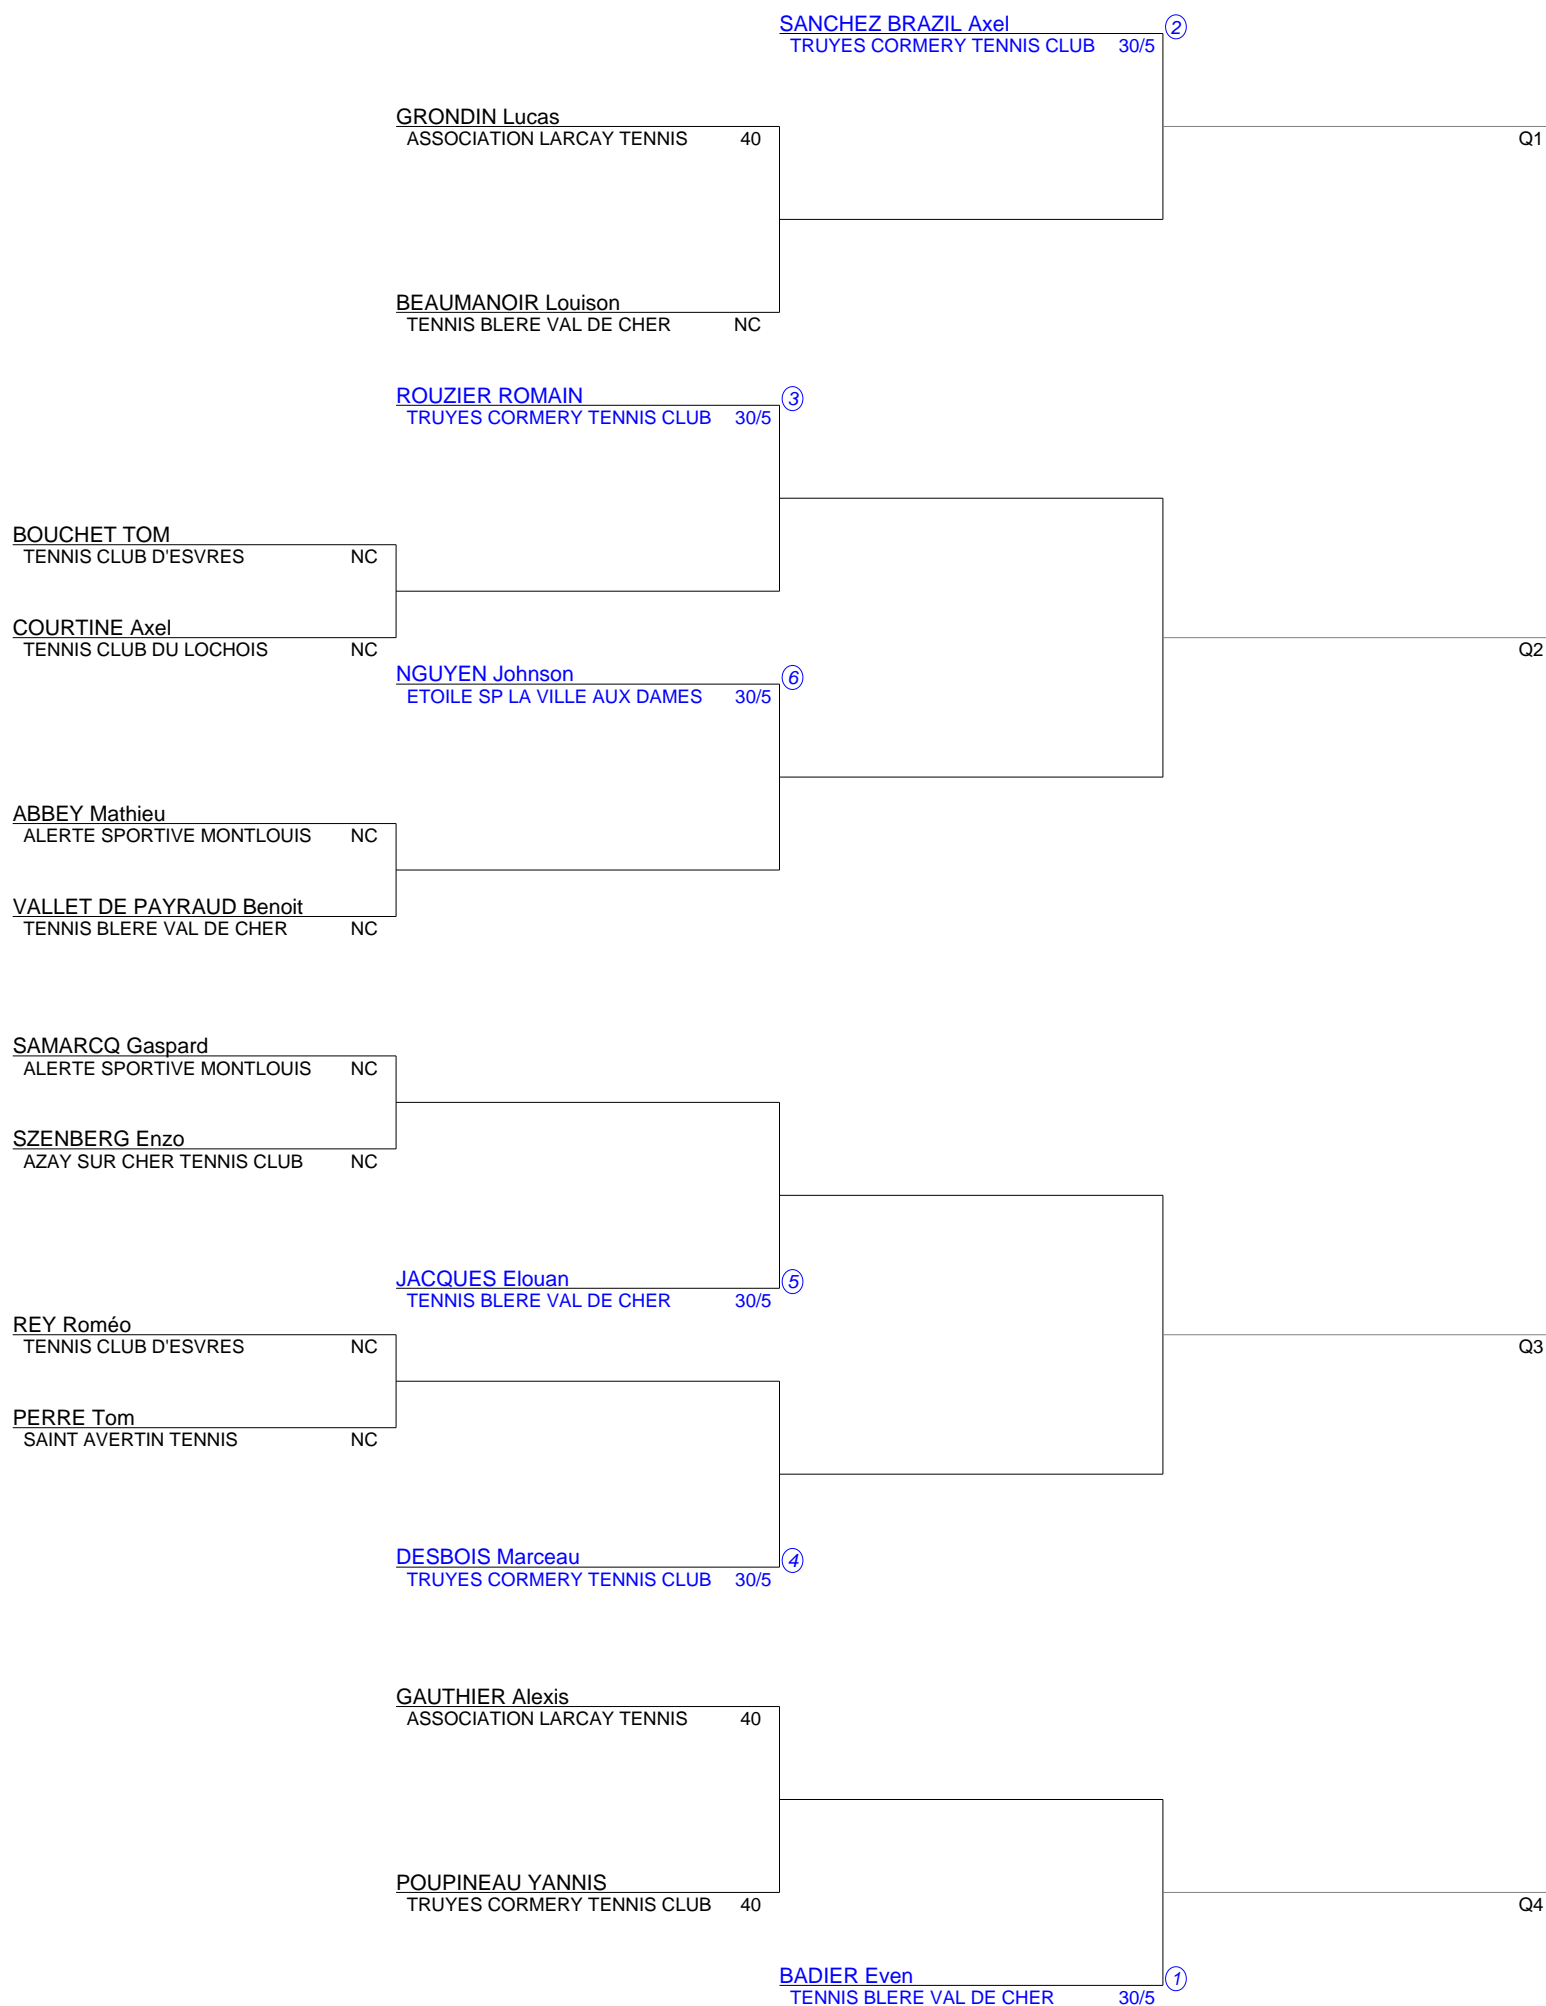 SANCHEZ BRAZIL Axel 2
TRUYES CORMERY TENNIS CLUB 30/5
GRONDIN Lucas
ASSOCIATION LARCAY TENNIS 40
Q1
BEAUMANOIR Louison
TENNIS BLERE VAL DE CHER NC
ROUZIER ROMAIN 3
TRUYES CORMERY TENNIS CLUB 30/5
BOUCHET TOM
TENNIS CLUB D'ESVRES NC
COURTINE Axel
TENNIS CLUB DU LOCHOIS NC
Q2
NGUYEN Johnson 6
ETOILE SP LA VILLE AUX DAMES 30/5
ABBEY Mathieu
ALERTE SPORTIVE MONTLOUIS NC
VALLET DE PAYRAUD Benoit
TENNIS BLERE VAL DE CHER NC
SAMARCQ Gaspard
ALERTE SPORTIVE MONTLOUIS NC
SZENBERG Enzo
AZAY SUR CHER TENNIS CLUB NC
JACQUES Elouan 5
TENNIS BLERE VAL DE CHER 30/5
REY Roméo
TENNIS CLUB D'ESVRES NC
Q3
PERRE Tom
SAINT AVERTIN TENNIS NC
DESBOIS Marceau 4
TRUYES CORMERY TENNIS CLUB 30/5
GAUTHIER Alexis
ASSOCIATION LARCAY TENNIS 40
POUPINEAU YANNIS
TRUYES CORMERY TENNIS CLUB 40
Q4
BADIER Even 1
TENNIS BLERE VAL DE CHER 30/5